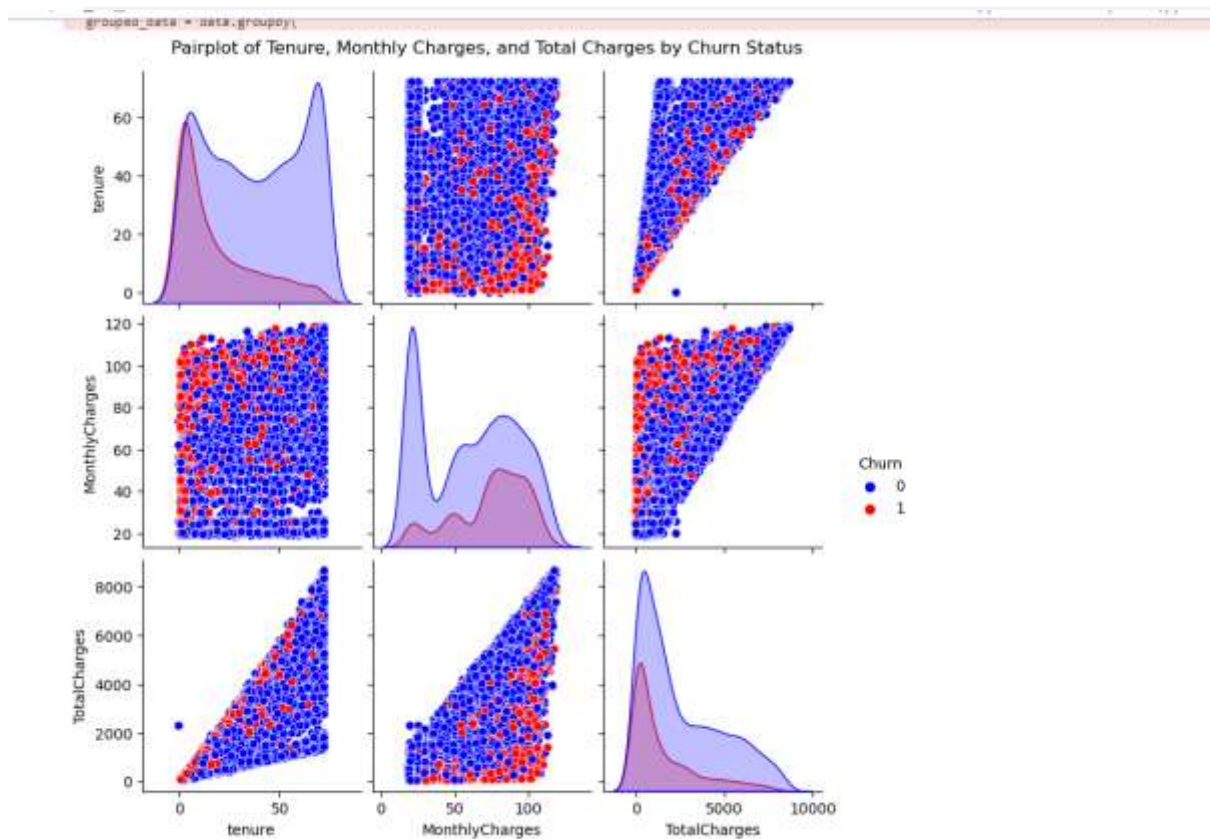 grouped_data = data.groupby(
Pairplot of Tenure, Monthly Charges, and Total Charges by Churn Status
60
40
20
0
tenure
120
100
80
60
40
20
MonthlyCharges
Churn
0
1
8000
6000
4000
2000
0
TotalCharges
0 50
tenure
0 50 100
MonthlyCharges
0 5000 10000
TotalCharges